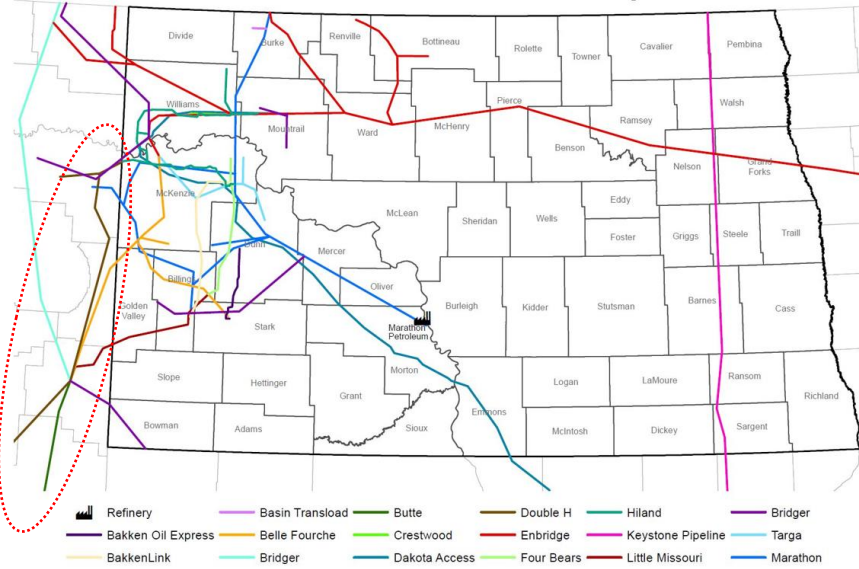 Divide
Burke
Renville
Bottineau
Rolette
Towner
Cavalier
Pembina
Williams
Mountrail
Ward
McHenry
Pierce
Ramsey
Walsh
Benson
Nelson
Grand
Forks
McKenzie
McLean
Sheridan
Wells
Eddy
Foster
Griggs
Steele
Traill
Dunn
Mercer
Oliver
Billings
Golden
Valley
Stark
Burleigh
Kidder
Stutsman
Barnes
Cass
Marathon
Petroleum
Morton
Slope
Hettinger
Grant
Logan
LaMoure
Ransom
Richland
Bowman
Adams
Sioux
Emmons
McIntosh
Dickey
Sargent
Refinery Basin Transload Butte Double H Hiland Bridger
Bakken Oil Express Belle Fourche Crestwood Enbridge Keystone Pipeline Targa
BakkenLink Bridger Dakota Access Four Bears Little Missouri Marathon